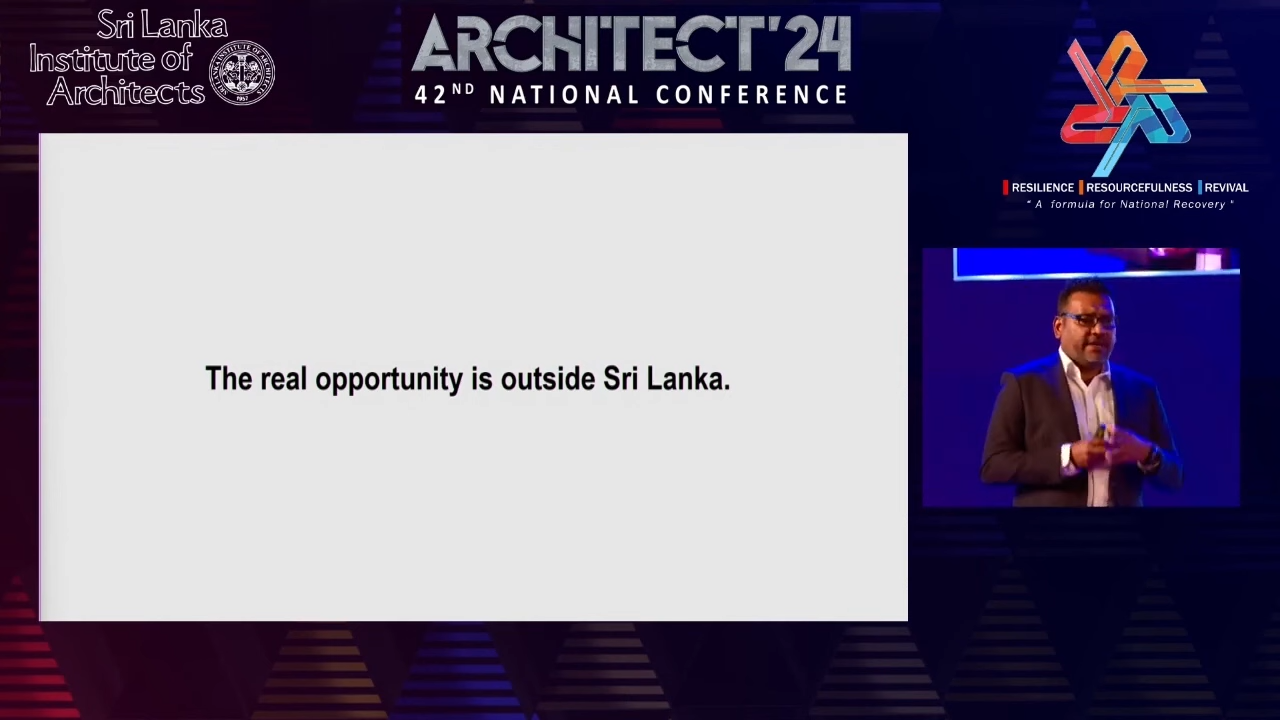 Sri Lanka
Institute of
Architects
1957
ARCHITECT'24
42ND NATIONAL CONFERENCE
RESILIENCE RESOURCEFULNESS REVIVAL
" A formula for National Recovery "
The real opportunity is outside Sri Lanka.